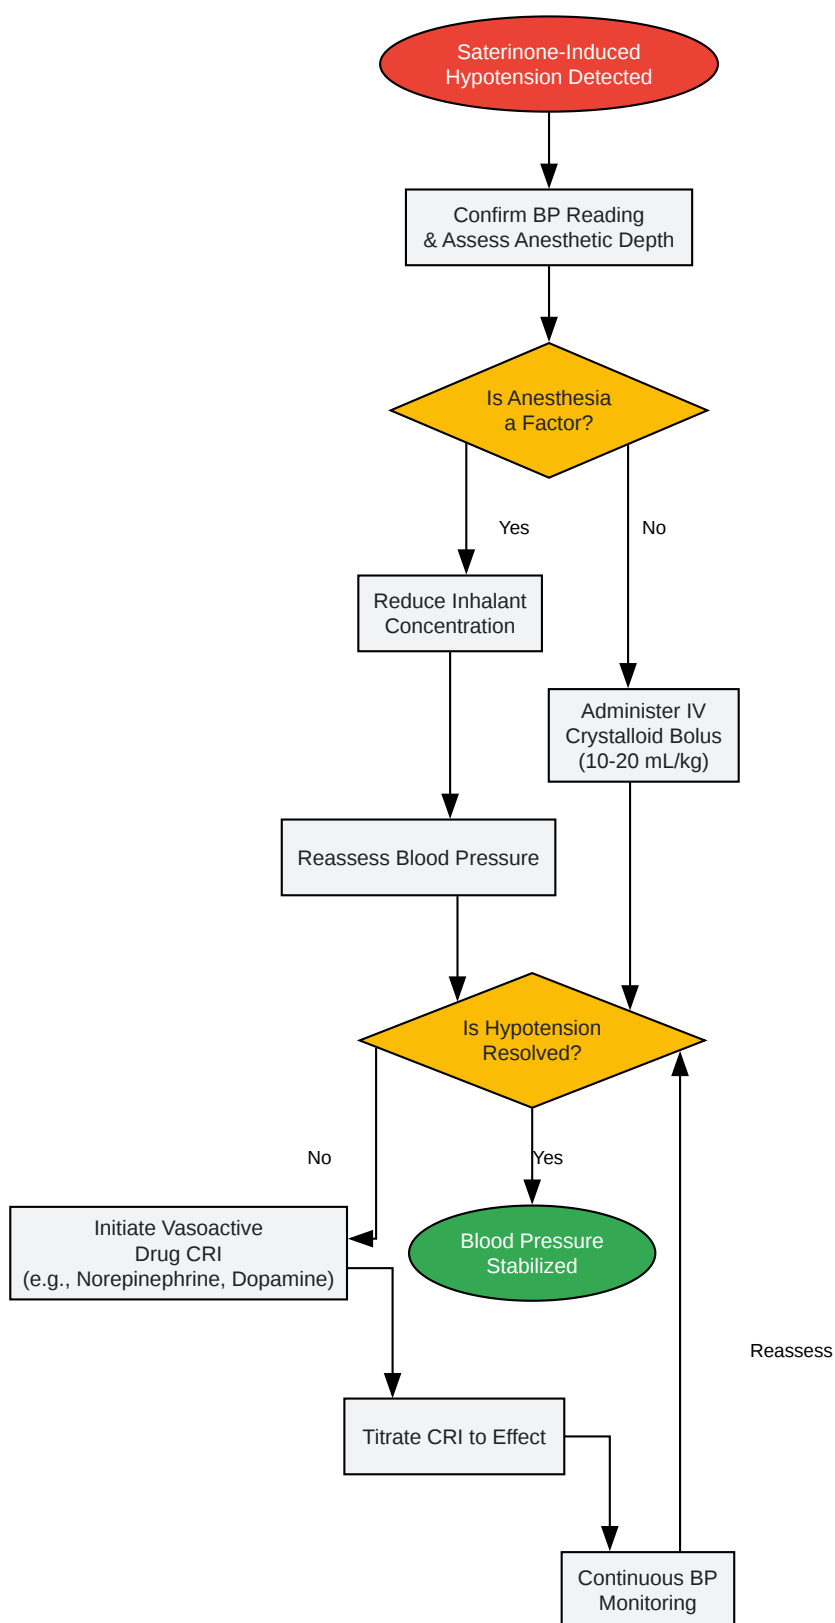 Saterinone-Induced
Hypotension Detected
Confirm BP Reading
& Assess Anesthetic Depth
Is Anesthesia
a Factor?
Yes
No
Reduce Inhalant
Concentration
Administer IV
Crystalloid Bolus
(10-20 mL/kg)
Reassess Blood Pressure
Is Hypotension
Resolved?
No
Yes
Initiate Vasoactive
Drug CRI
(e.g., Norepinephrine, Dopamine)
Blood Pressure
Stabilized
Reassess
Titrate CRI to Effect
Continuous BP
Monitoring